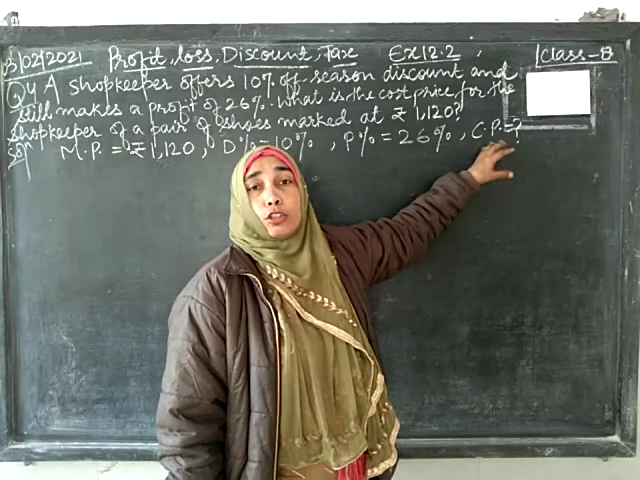 3/02/2021 Profit, loss, Discount, Tax Ex 12.2 Class-8
Q4 A shopkeeper offers 10% off-season discount and
still makes a profit of 26%. What is the cost price for the
shopkeeper of a pair of shoes marked at ₹ 1,120?
Sol M.P. = ₹ 1,120, D% = 10%, P% = 26%, C.P. = ?